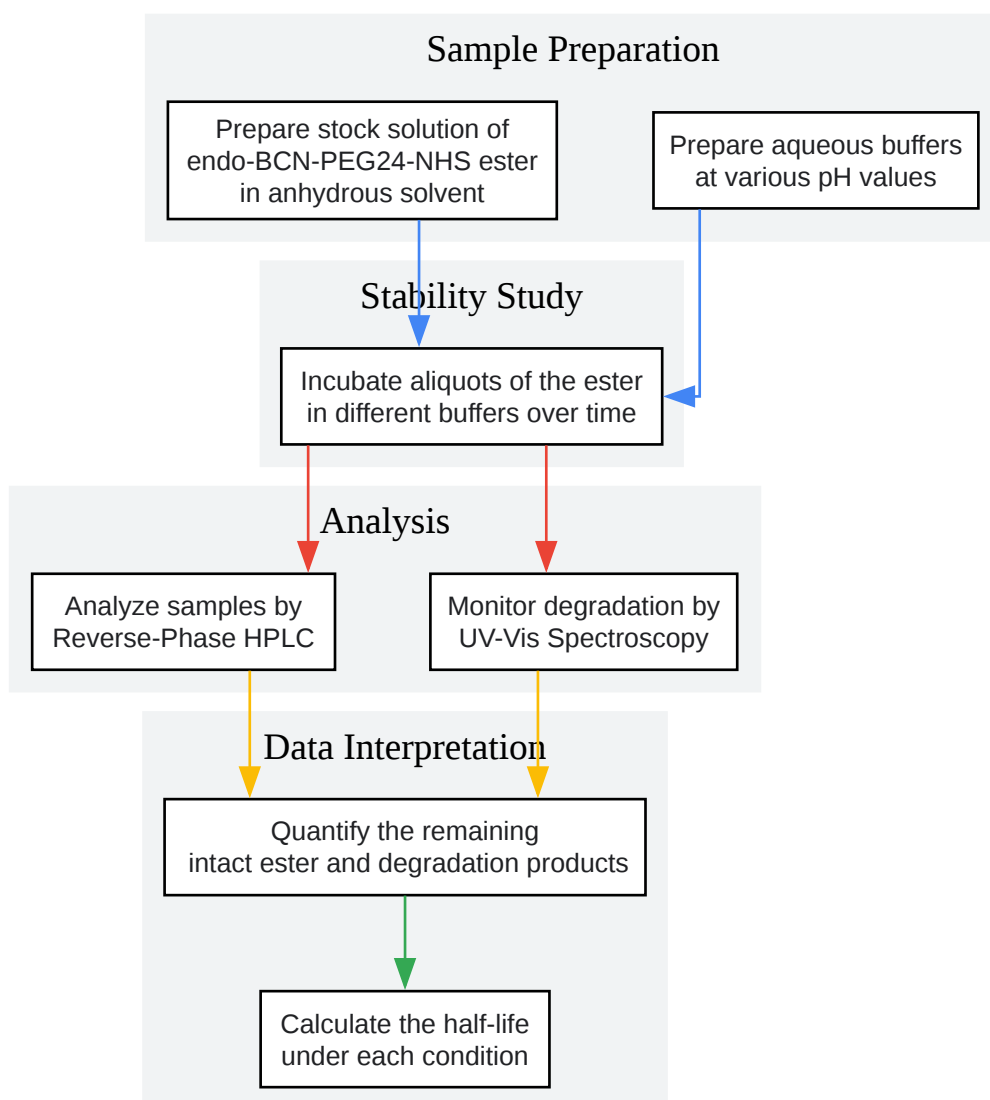 Sample Preparation
Prepare stock solution of
endo-BCN-PEG24-NHS ester
in anhydrous solvent
Prepare aqueous buffers
at various pH values
Stability Study
Incubate aliquots of the ester
in different buffers over time
Analysis
Analyze samples by
Reverse-Phase HPLC
Monitor degradation by
UV-Vis Spectroscopy
Data Interpretation
Quantify the remaining
intact ester and degradation products
Calculate the half-life
under each condition